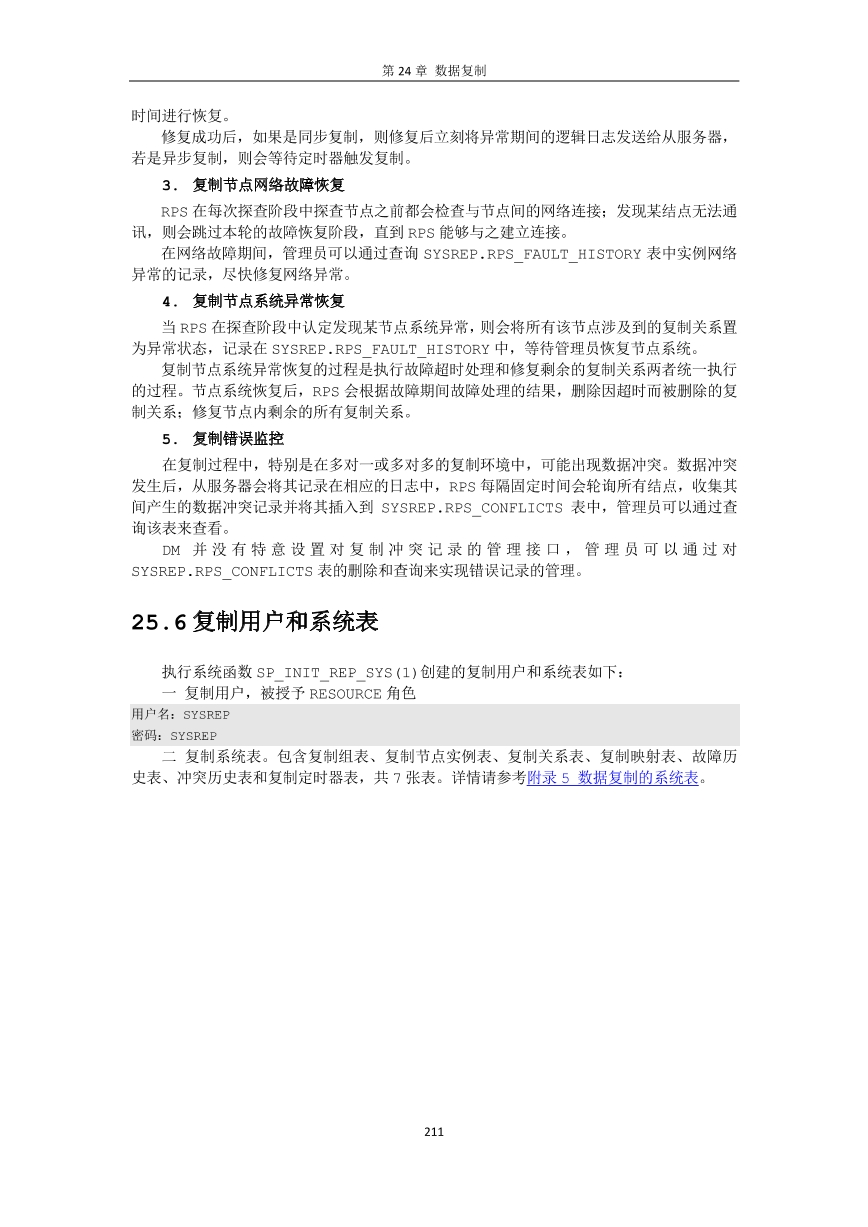 第 24 章 数据复制
时间进行恢复。
修复成功后，如果是同步复制，则修复后立刻将异常期间的逻辑日志发送给从服务器，
若是异步复制，则会等待定时器触发复制。
3. 复制节点网络故障恢复
RPS 在每次探查阶段中探查节点之前都会检查与节点间的网络连接；发现某结点无法通
讯，则会跳过本轮的故障恢复阶段，直到 RPS 能够与之建立连接。
在网络故障期间，管理员可以通过查询 SYSREP.RPS_FAULT_HISTORY 表中实例网络
异常的记录，尽快修复网络异常。
4. 复制节点系统异常恢复
当 RPS 在探查阶段中认定发现某节点系统异常，则会将所有该节点涉及到的复制关系置
为异常状态，记录在 SYSREP.RPS_FAULT_HISTORY 中，等待管理员恢复节点系统。
复制节点系统异常恢复的过程是执行故障超时处理和修复剩余的复制关系两者统一执行
的过程。节点系统恢复后，RPS 会根据故障期间故障处理的结果，删除因超时而被删除的复
制关系；修复节点内剩余的所有复制关系。
5. 复制错误监控
在复制过程中，特别是在多对一或多对多的复制环境中，可能出现数据冲突。数据冲突
发生后，从服务器会将其记录在相应的日志中，RPS 每隔固定时间会轮询所有结点，收集其
间产生的数据冲突记录并将其插入到 SYSREP.RPS_CONFLICTS 表中，管理员可以通过查
询该表来查看。
DM 并没有特意设置对复制冲突记录的管理接口，管理员可以通过对
SYSREP.RPS_CONFLICTS 表的删除和查询来实现错误记录的管理。
25.6 复制用户和系统表
执行系统函数 SP_INIT_REP_SYS(1)创建的复制用户和系统表如下：
一 复制用户，被授予 RESOURCE 角色
用户名：SYSREP
密码：SYSREP
二 复制系统表。包含复制组表、复制节点实例表、复制关系表、复制映射表、故障历
史表、冲突历史表和复制定时器表，共 7 张表。详情请参考附录 5 数据复制的系统表。
211